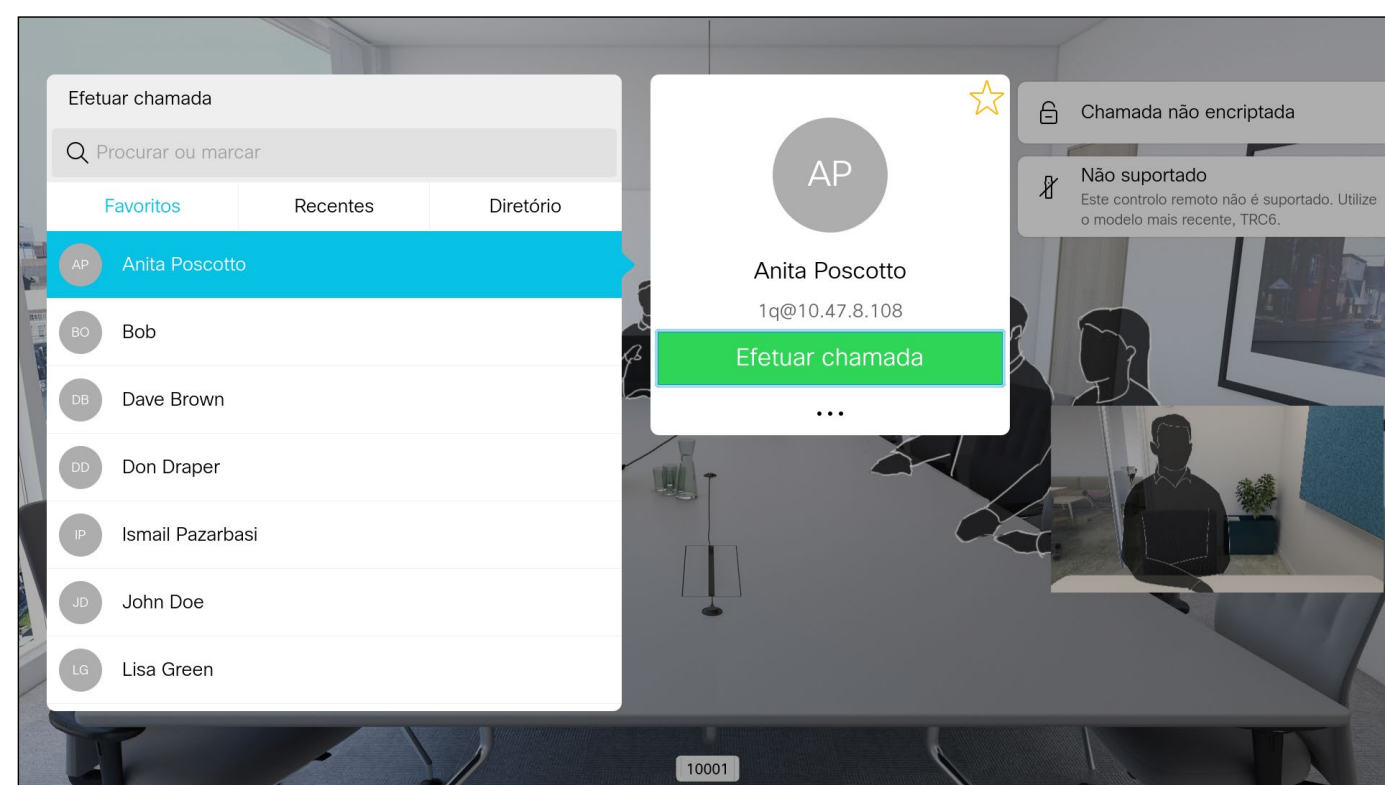 Efetuar chamada
Procurar ou marcar
Favoritos
Recentes
Diretório
AP
Anita Poscotto
BO
Bob
DB
Dave Brown
DD
Don Draper
IP
Ismail Pazarbasi
JD
John Doe
LG
Lisa Green
AP
Anita Poscotto
1q@10.47.8.108
Efetuar chamada
...
Chamada não encriptada
Não suportado
Este controlo remoto não é suportado. Utilize
o modelo mais recente, TRC6.
10001